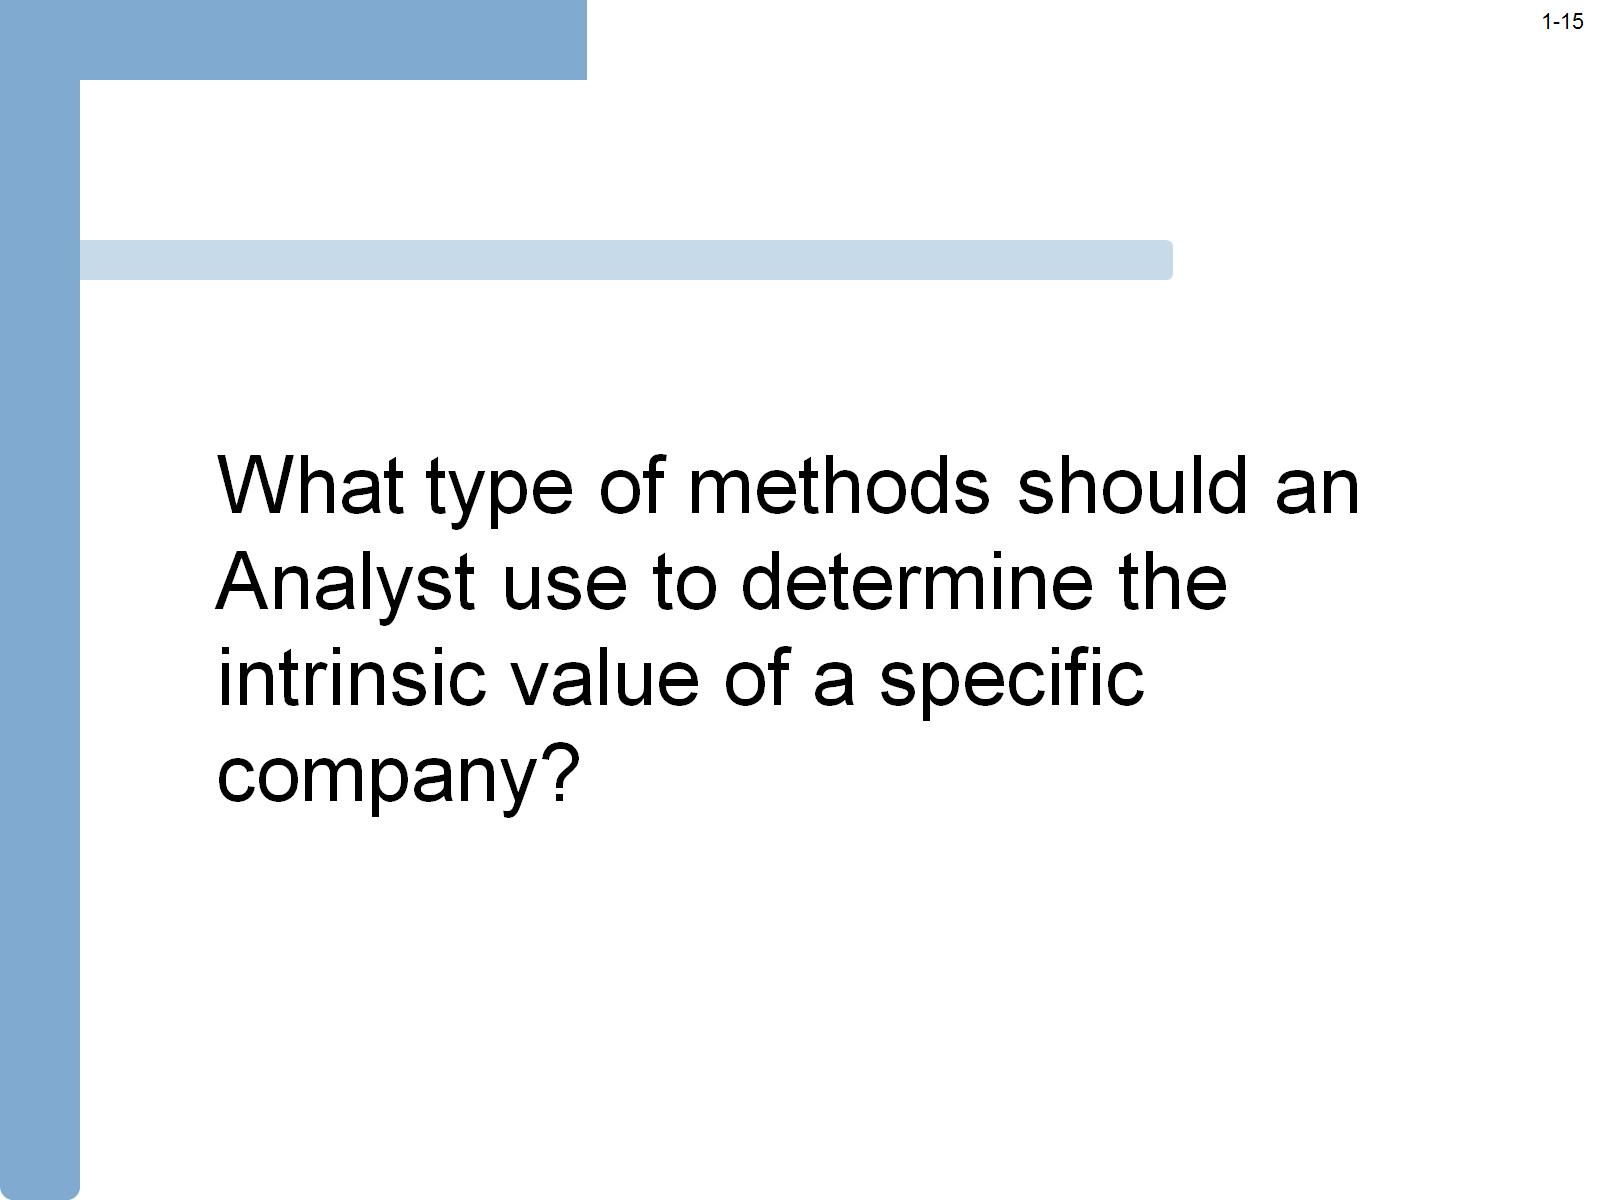 1-15
What type of methods should an
Analyst use to determine the
intrinsic value of a specific
company?